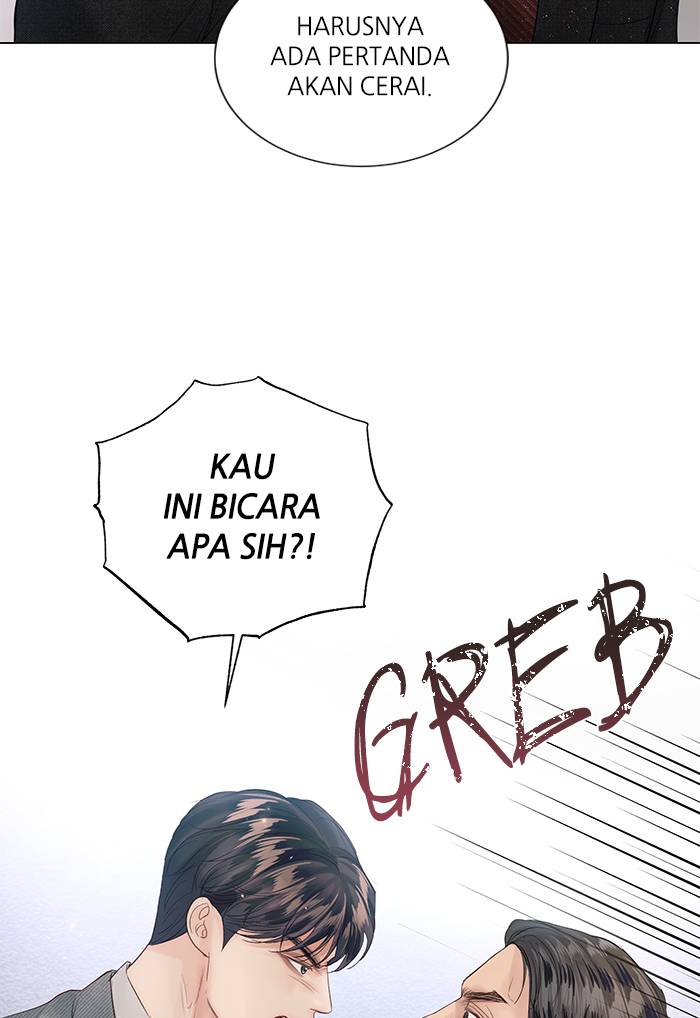 HARUSNYA
ADA PERTANDA
AKAN CERAI.
KAU
INI BICARA
APA SIH?!
GREB